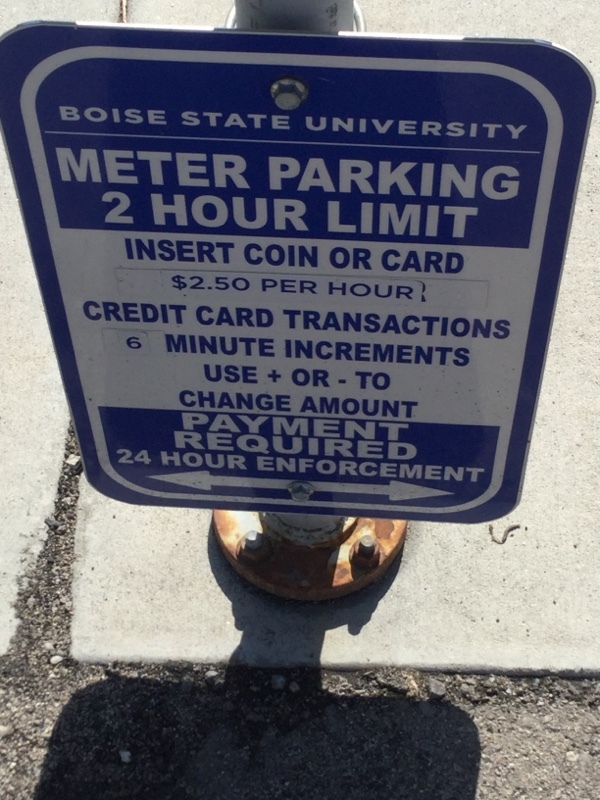 BOISE STATE UNIVERSITY
METER PARKING
2 HOUR LIMIT
INSERT COIN OR CARD
$2.50 PER HOUR
CREDIT CARD TRANSACTIONS
6 MINUTE INCREMENTS
USE + OR - TO
CHANGE AMOUNT
PAYMENT
REQUIRED
24 HOUR ENFORCEMENT